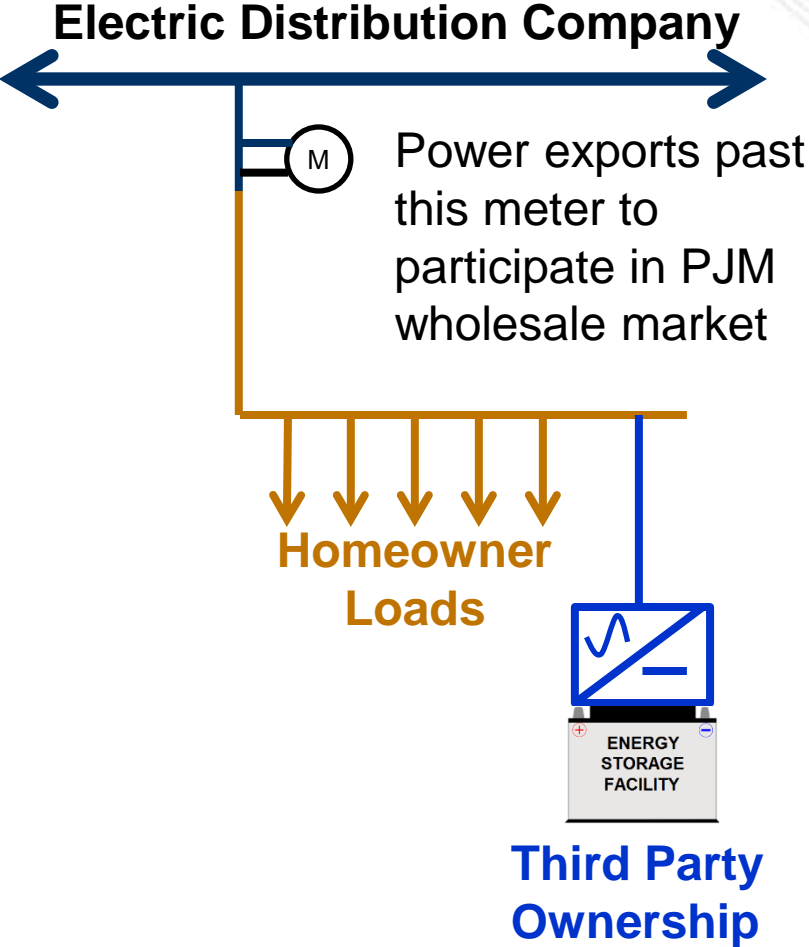 Electric Distribution Company
M
Power exports past
this meter to
participate in PJM
wholesale market
Homeowner
Loads
+
−
ENERGY
STORAGE
FACILITY
Third Party
Ownership